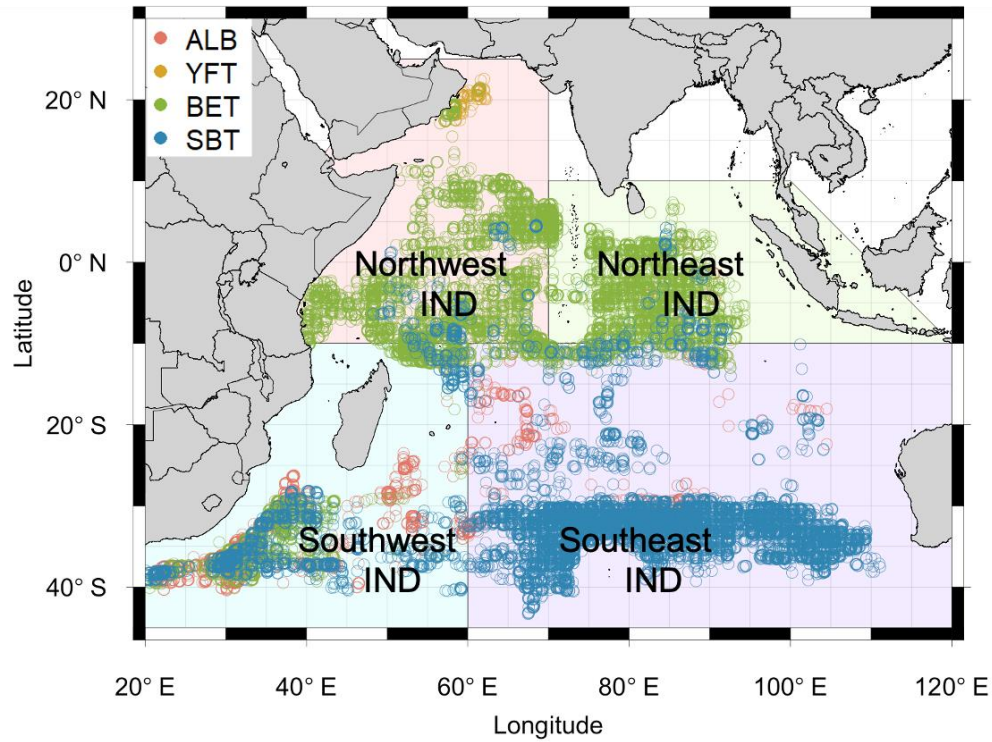 ALB
YFT
BET
SBT
20° N
0° N
20° S
40° S
Latitude
Northwest
IND
Northeast
IND
Southwest
IND
Southeast
IND
20° E
40° E
60° E
80° E
100° E
120° E
Longitude